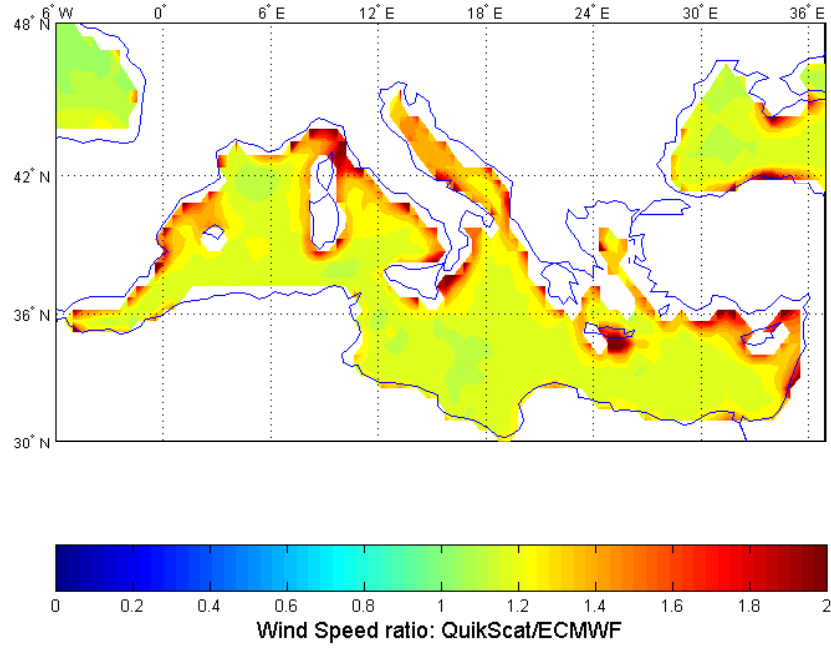 6° W 0° 6° E 12° E 18° E 24° E 30° E 36° E
48° N
42° N
36° N
30° N
0 0.2 0.4 0.6 0.8 1 1.2 1.4 1.6 1.8 2
Wind Speed ratio: QuikScat/ECMWF